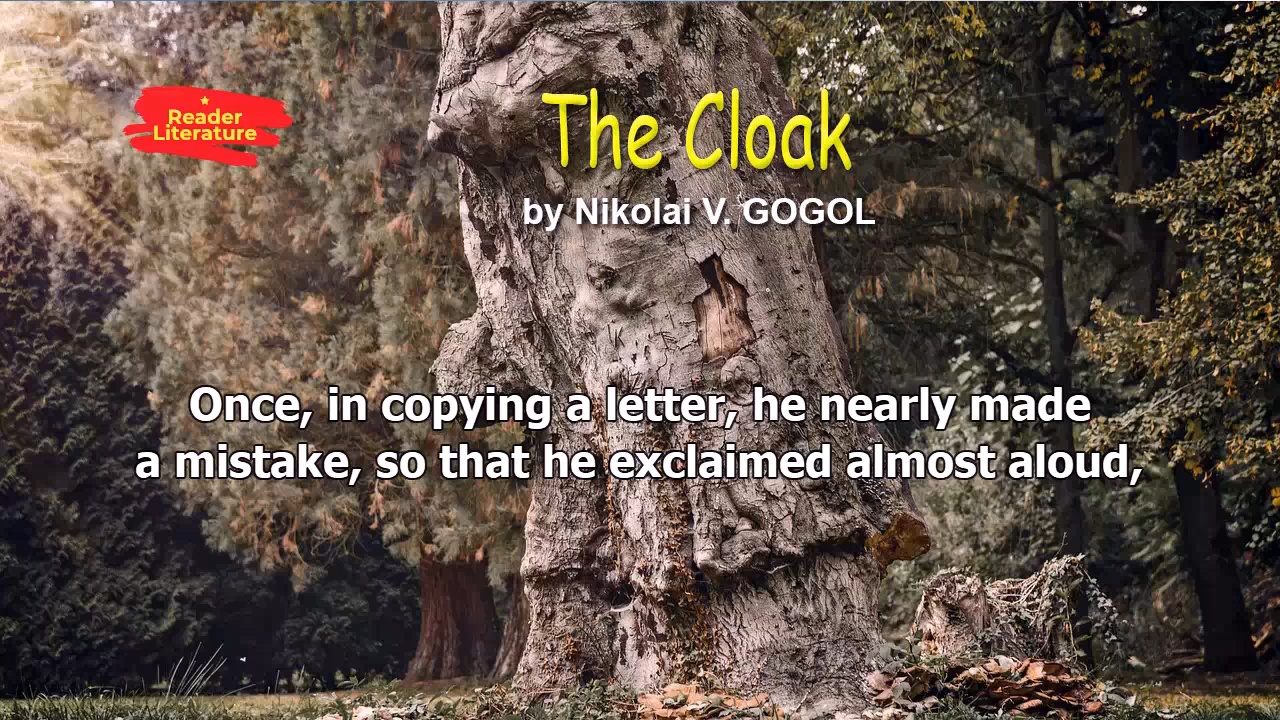 Reader
Literature
The Cloak
by Nikolai V. GOGOL
Once, in copying a letter, he nearly made
a mistake, so that he exclaimed almost aloud,